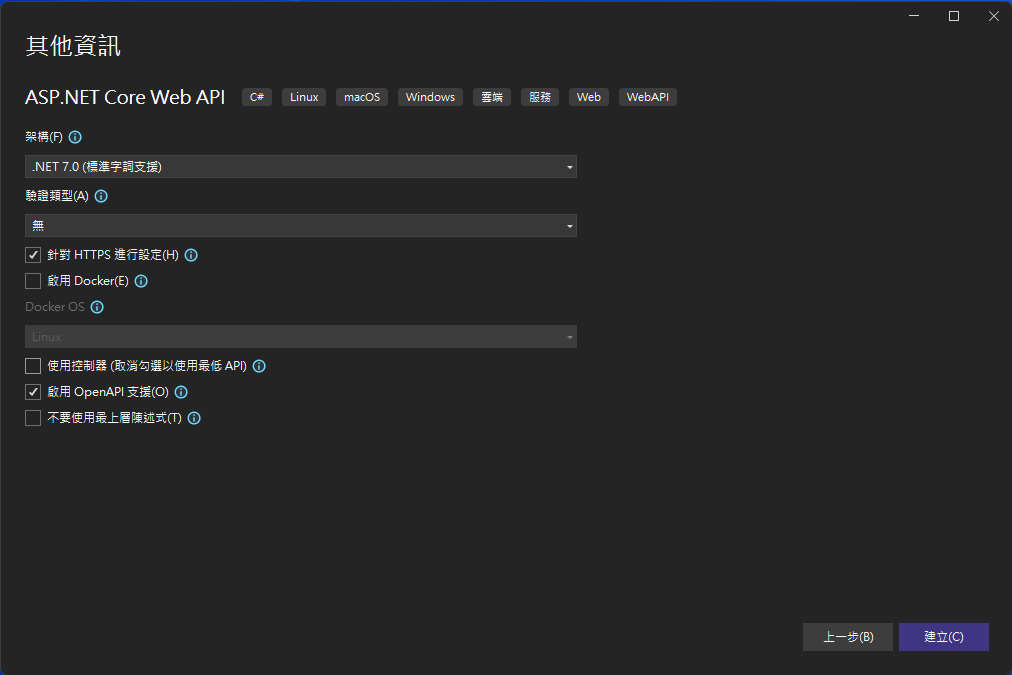 其他資訊
ASP.NET Core Web API C# Linux macOS Windows 雲端 服務 Web WebAPI
架構(F)
.NET 7.0 (標準字詞支援)
驗證類型(A)
無
針對 HTTPS 進行設定(H)
啟用 Docker(E)
Docker OS
Linux
使用控制器 (取消勾選以使用最低 API)
啟用 OpenAPI 支援(O)
不要使用最上層陳述式(T)
上一步(B) 建立(C)